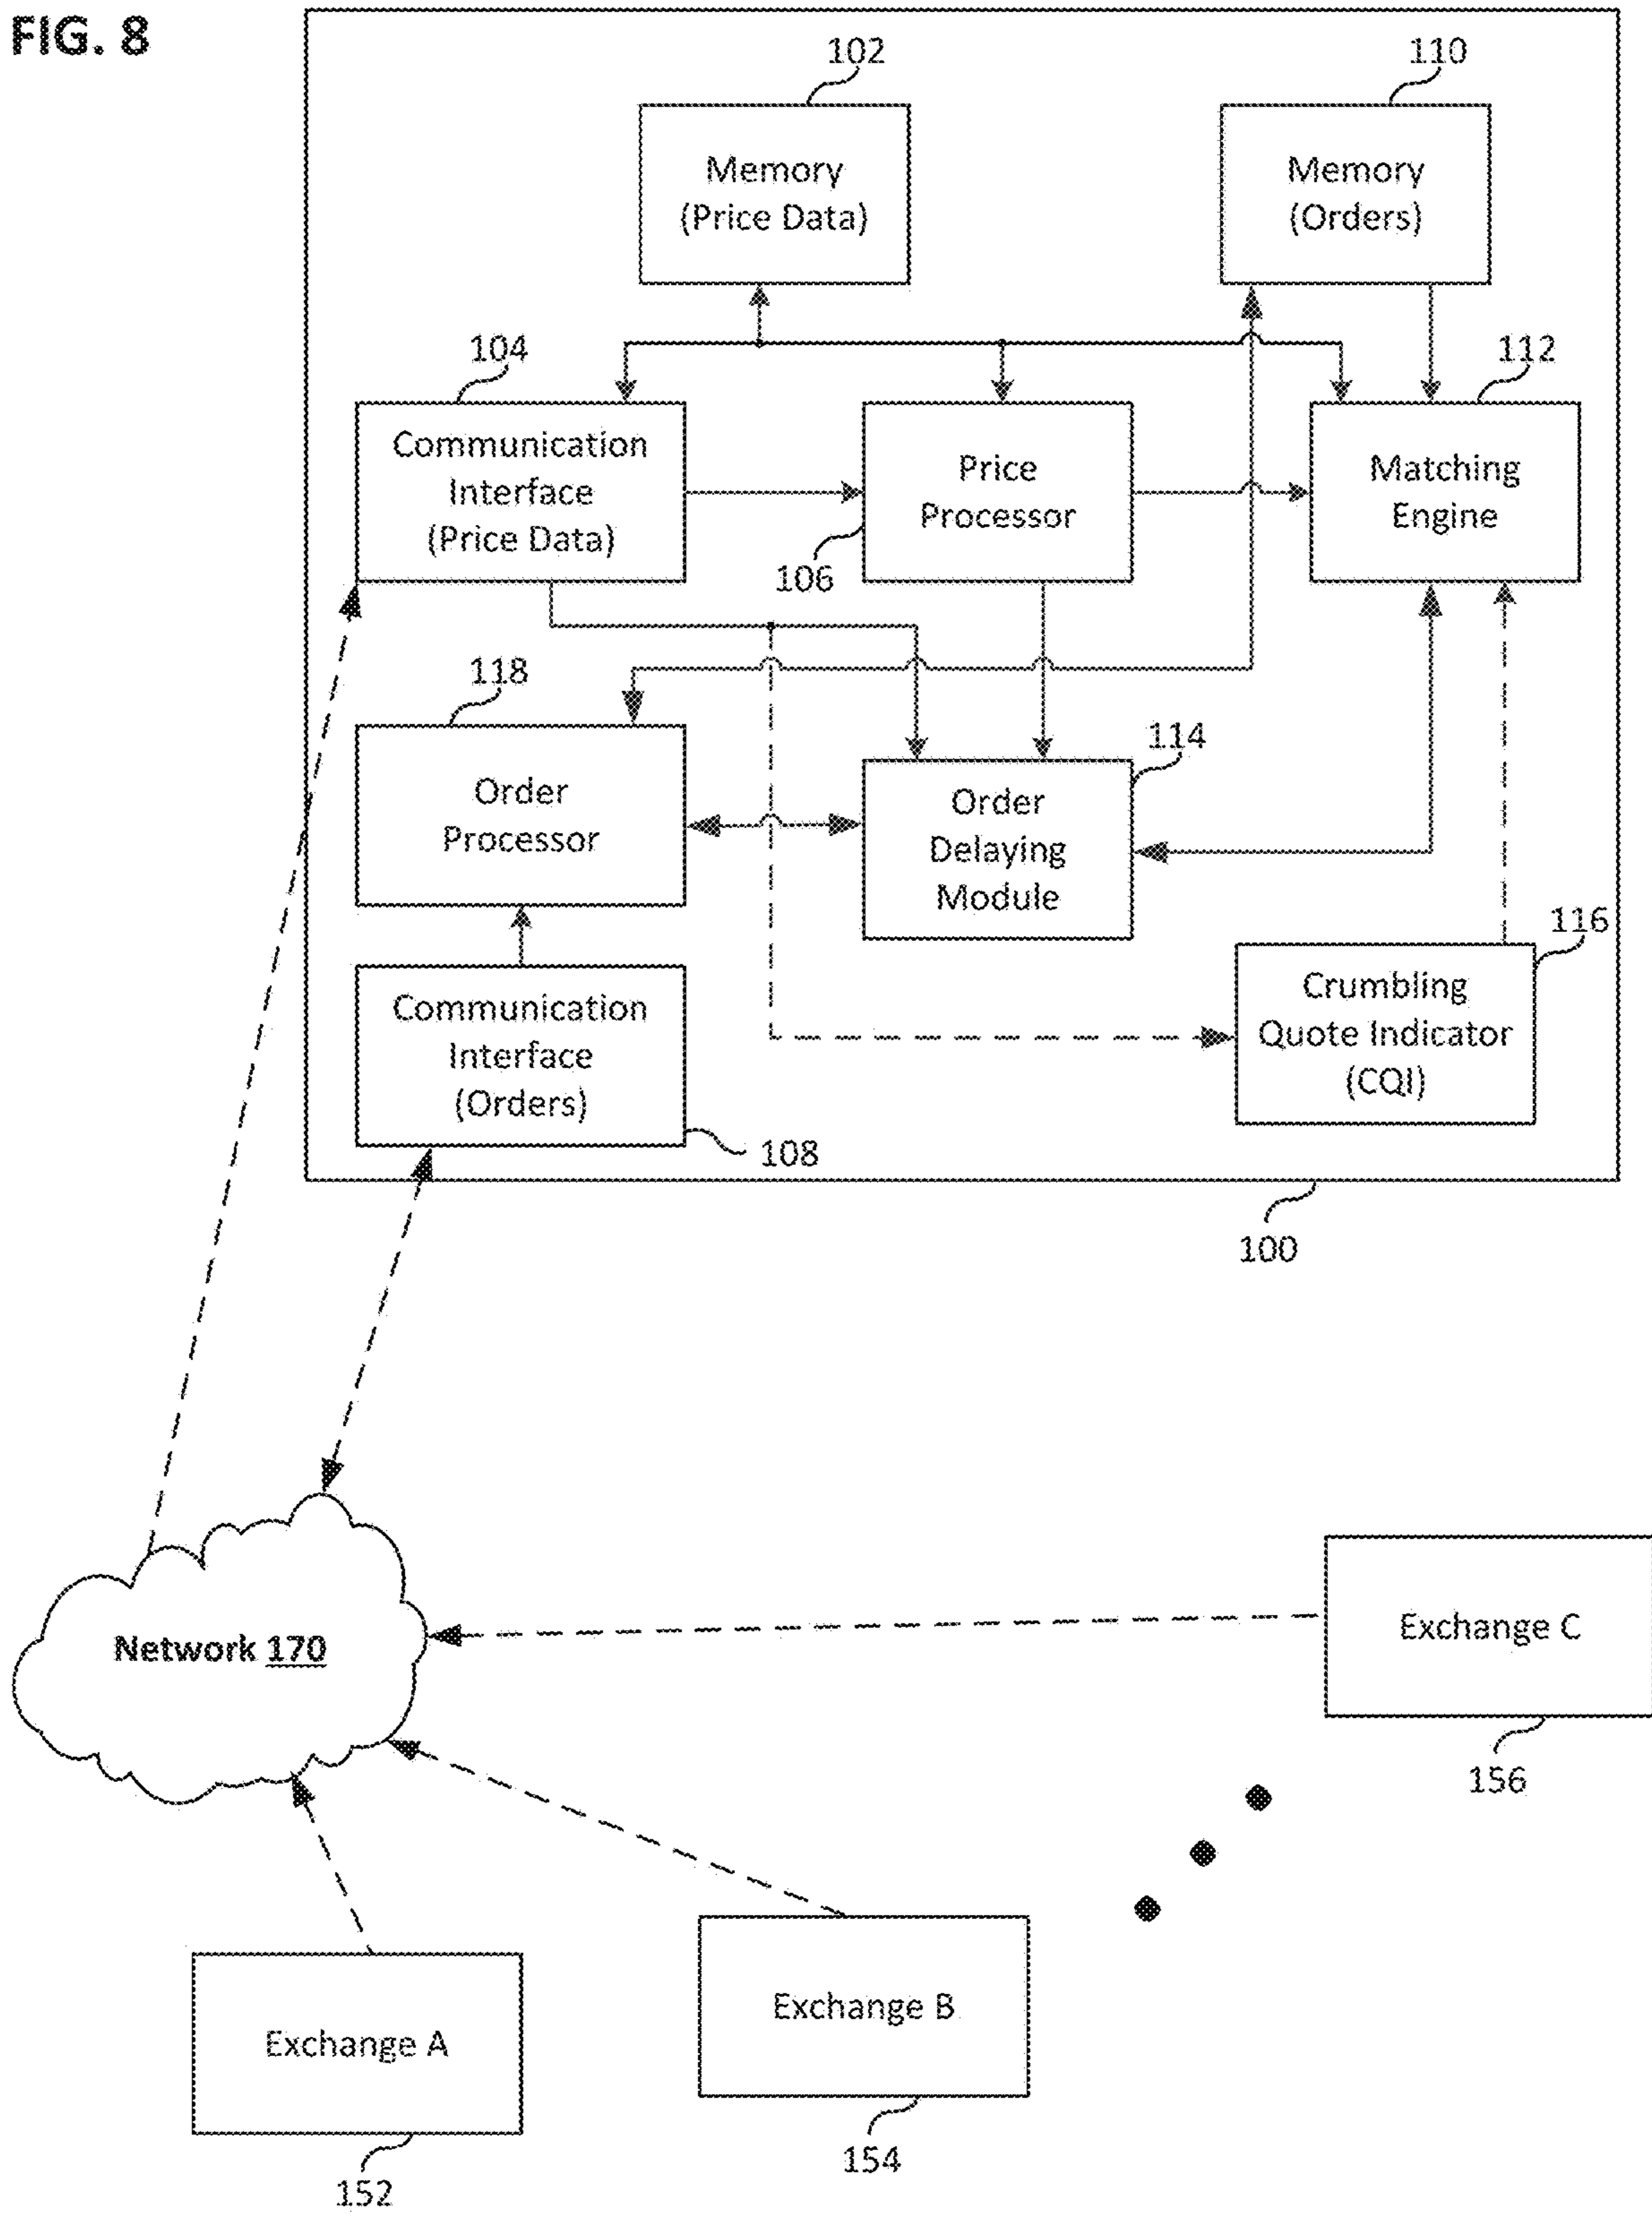 FIG. 8
102
110
Memory
(Price Data)
Memory
(Orders)
104
112
Communication
Interface
(Price Data)
Price
Processor
Matching
Engine
106
118
114
Order
Processor
Order
Delaying
Module
116
Communication
Interface
(Orders)
Crumbling
Quote Indicator
(CQI)
108
100
Network 170
Exchange C
156
Exchange B
Exchange A
154
152